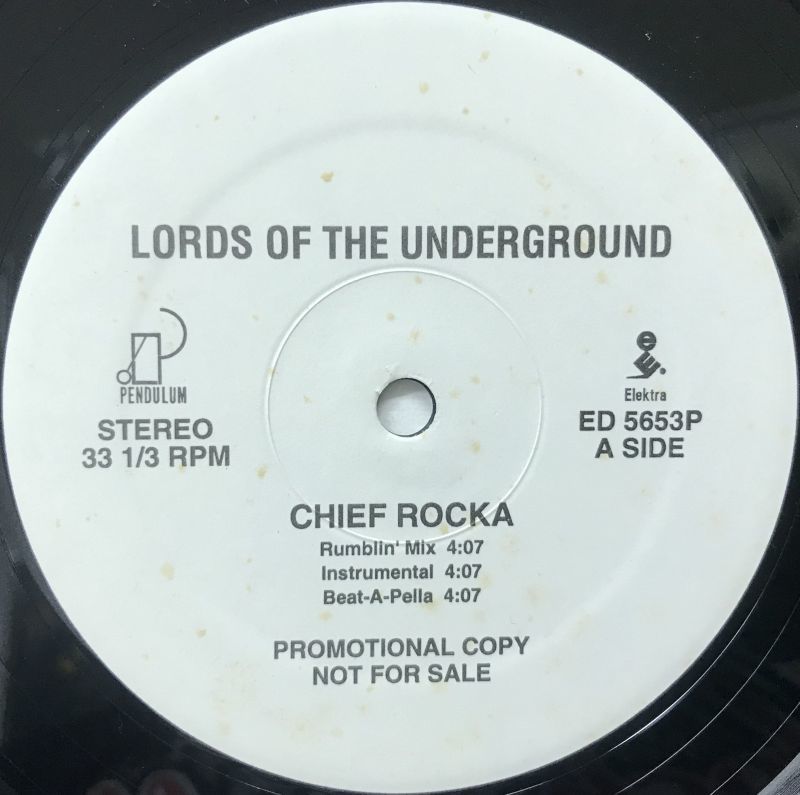 LORDS OF THE UNDERGROUND
PENDULUM
STEREO
33 1/3 RPM
e
Elektra
ED 5653P
A SIDE
CHIEF ROCKA
Rumblin' Mix 4:07
Instrumental 4:07
Beat-A-Pella 4:07
PROMOTIONAL COPY
NOT FOR SALE